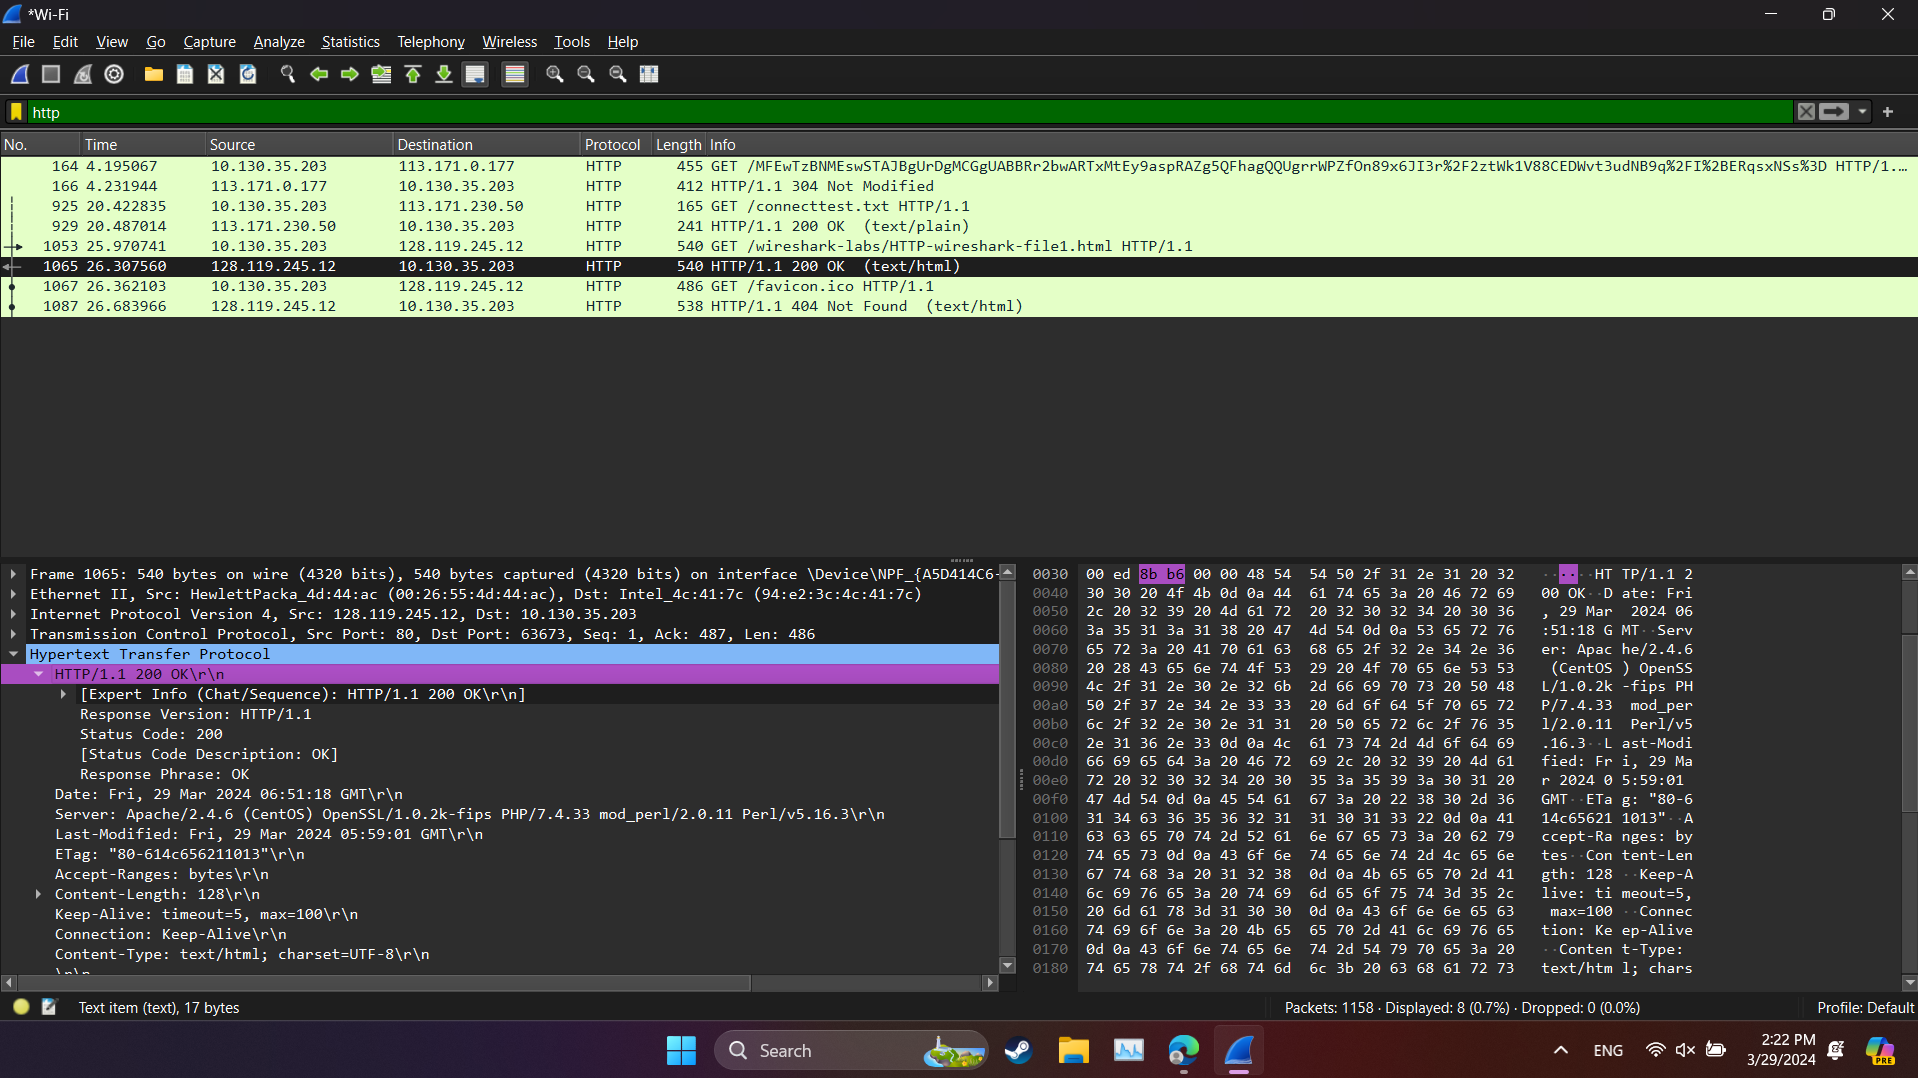 *Wi-Fi
File Edit View Go Capture Analyze Statistics Telephony Wireless Tools Help
http
No. Time Source Destination Protocol Length Info
164 4.195067 10.130.35.203 113.171.0.177 HTTP 455 GET /MFEwTzBNMEswSTAJBgUrDgMCGgUABBRr2bwARTxMtEy9aspRAZg5QFhagQQUgrrWPZfOn89x6JI3r%2F2ztWk1V88CEDWvt3udNB9q%2FI%2BERqsxNSs%3D HTTP/1....
166 4.231944 113.171.0.177 10.130.35.203 HTTP 412 HTTP/1.1 304 Not Modified
925 20.422835 10.130.35.203 113.171.230.50 HTTP 165 GET /connecttest.txt HTTP/1.1
929 20.487014 113.171.230.50 10.130.35.203 HTTP 241 HTTP/1.1 200 OK (text/plain)
1053 25.970741 10.130.35.203 128.119.245.12 HTTP 540 GET /wireshark-labs/HTTP-wireshark-file1.html HTTP/1.1
1065 26.307560 128.119.245.12 10.130.35.203 HTTP 540 HTTP/1.1 200 OK (text/html)
1067 26.362103 10.130.35.203 128.119.245.12 HTTP 486 GET /favicon.ico HTTP/1.1
1087 26.683966 128.119.245.12 10.130.35.203 HTTP 538 HTTP/1.1 404 Not Found (text/html)
Frame 1065: 540 bytes on wire (4320 bits), 540 bytes captured (4320 bits) on interface \Device\NPF_{A5D414C6-
Ethernet II, Src: HewlettPacka_4d:44:ac (00:26:55:4d:44:ac), Dst: Intel_4c:41:7c (94:e2:3c:4c:41:7c)
Internet Protocol Version 4, Src: 128.119.245.12, Dst: 10.130.35.203
Transmission Control Protocol, Src Port: 80, Dst Port: 63673, Seq: 1, Ack: 487, Len: 486
Hypertext Transfer Protocol
HTTP/1.1 200 OK\r\n
[Expert Info (Chat/Sequence): HTTP/1.1 200 OK\r\n]
Response Version: HTTP/1.1
Status Code: 200
[Status Code Description: OK]
Response Phrase: OK
Date: Fri, 29 Mar 2024 06:51:18 GMT\r\n
Server: Apache/2.4.6 (CentOS) OpenSSL/1.0.2k-fips PHP/7.4.33 mod_perl/2.0.11 Perl/v5.16.3\r\n
Last-Modified: Fri, 29 Mar 2024 05:59:01 GMT\r\n
ETag: "80-614c656211013"\r\n
Accept-Ranges: bytes\r\n
Content-Length: 128\r\n
Keep-Alive: timeout=5, max=100\r\n
Connection: Keep-Alive\r\n
Content-Type: text/html; charset=UTF-8\r\n
\r\n
0030 00 ed 8b b6 00 00 48 54 54 50 2f 31 2e 31 20 32 ······HT TP/1.1 2
0040 30 30 20 4f 4b 0d 0a 44 61 74 65 3a 20 46 72 69 00 OK··D ate: Fri
0050 2c 20 32 39 20 4d 61 72 20 32 30 32 34 20 30 36 , 29 Mar 2024 06
0060 3a 35 31 3a 31 38 20 47 4d 54 0d 0a 53 65 72 76 :51:18 G MT··Serv
0070 65 72 3a 20 41 70 61 63 68 65 2f 32 2e 34 2e 36 er: Apac he/2.4.6
0080 20 28 43 65 6e 74 4f 53 29 20 4f 70 65 6e 53 53 (CentOS ) OpenSS
0090 4c 2f 31 2e 30 2e 32 6b 2d 66 69 70 73 20 50 48 L/1.0.2k -fips PH
00a0 50 2f 37 2e 34 2e 33 33 20 6d 6f 64 5f 70 65 72 P/7.4.33 mod_per
00b0 6c 2f 32 2e 30 2e 31 31 20 50 65 72 6c 2f 76 35 l/2.0.11 Perl/v5
00c0 2e 31 36 2e 33 0d 0a 4c 61 73 74 2d 4d 6f 64 69 .16.3··L ast-Modi
00d0 66 69 65 64 3a 20 46 72 69 2c 20 32 39 20 4d 61 fied: Fr i, 29 Ma
00e0 72 20 32 30 32 34 20 30 35 3a 35 39 3a 30 31 20 r 2024 0 5:59:01
00f0 47 4d 54 0d 0a 45 54 61 67 3a 20 22 38 30 2d 36 GMT··ETa g: "80-6
0100 31 34 63 36 35 36 32 31 31 30 31 33 22 0d 0a 41 14c65621 1013"··A
0110 63 63 65 70 74 2d 52 61 6e 67 65 73 3a 20 62 79 ccept-Ra nges: by
0120 74 65 73 0d 0a 43 6f 6e 74 65 6e 74 2d 4c 65 6e tes··Con tent-Len
0130 67 74 68 3a 20 31 32 38 0d 0a 4b 65 65 70 2d 41 gth: 128 ··Keep-A
0140 6c 69 76 65 3a 20 74 69 6d 65 6f 75 74 3d 35 2c live: ti meout=5,
0150 20 6d 61 78 3d 31 30 30 0d 0a 43 6f 6e 6e 65 63 max=100 ··Connec
0160 74 69 6f 6e 3a 20 4b 65 65 70 2d 41 6c 69 76 65 tion: Ke ep-Alive
0170 0d 0a 43 6f 6e 74 65 6e 74 2d 54 79 70 65 3a 20 ··Conten t-Type:
0180 74 65 78 74 2f 68 74 6d 6c 3b 20 63 68 61 72 73 text/htm l; chars
Text item (text), 17 bytes
Packets: 1158 · Displayed: 8 (0.7%) · Dropped: 0 (0.0%)
Profile: Default
Search
ENG
2:22 PM
3/29/2024
PRE